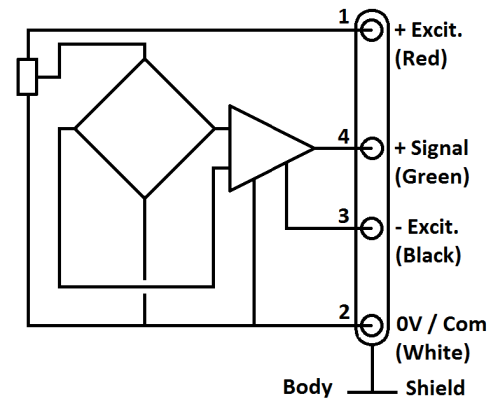 1
+ Excit.
(Red)
4
+ Signal
(Green)
3
- Excit.
(Black)
2
0V / Com
(White)
Body
Shield